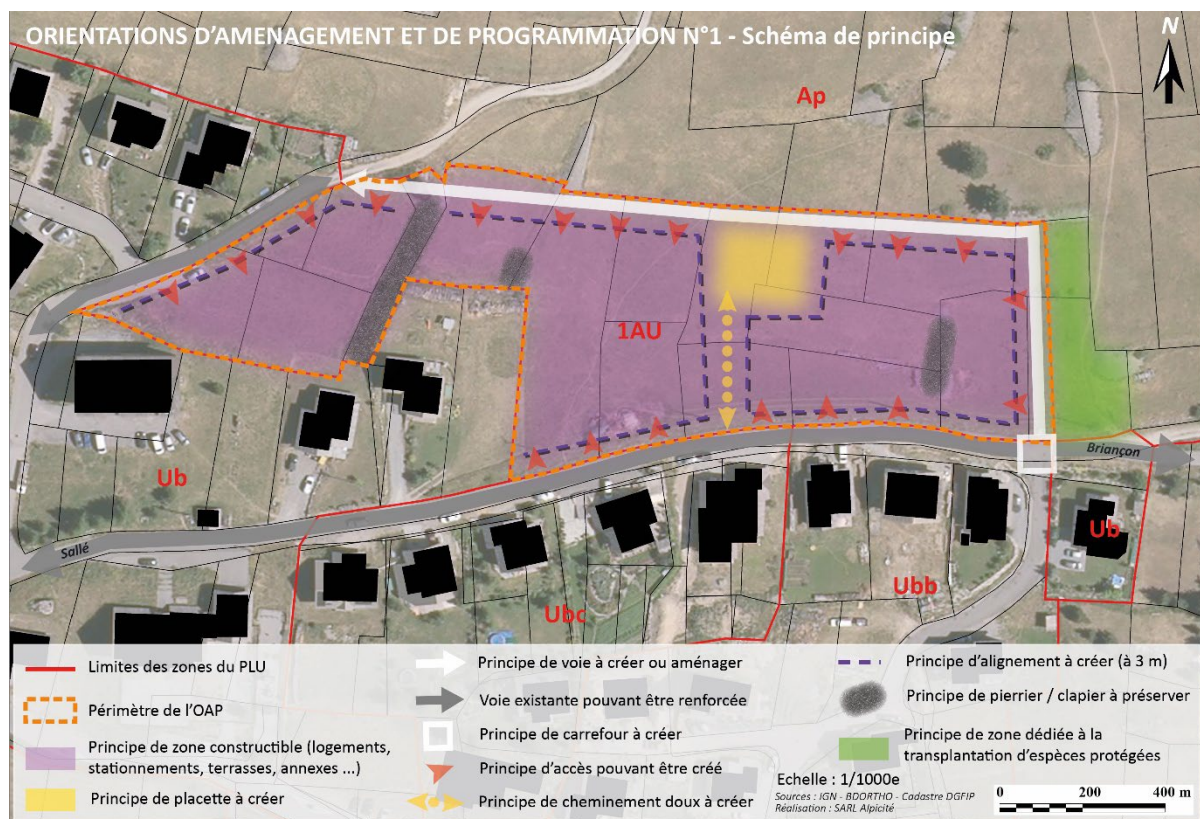 ORIENTATIONS D'AMENAGEMENT ET DE PROGRAMMATION N°1 - Schéma de principe
N
Ap
1AU
Briançon
Ub
Ub
Sallé
Ubb
Ubc
Limites des zones du PLU
Périmètre de l'OAP
Principe de zone constructible (logements,
stationnements, terrasses, annexes ...)
Principe de placette à créer
Principe de voie à créer ou aménager
Voie existante pouvant être renforcée
Principe de carrefour à créer
Principe d'accès pouvant être créé
Principe de cheminement doux à créer
Principe d'alignement à créer (à 3 m)
Principe de pierrier / clapier à préserver
Principe de zone dédiée à la
transplantation d'espèces protégées
Echelle : 1/1000e
Sources : IGN - BDORTHO - Cadastre DGFIP
Réalisation : SARL Alpicité
0 200 400 m